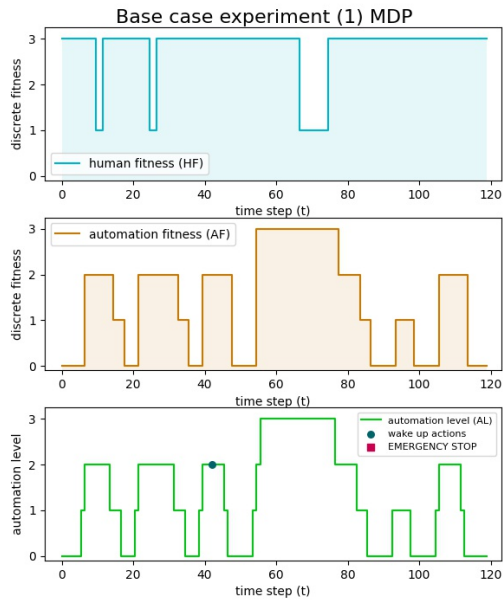 Base case experiment (1) MDP
3
2
1
0
discrete fitness
human fitness (HF)
0 20 40 60 80 100 120
time step (t)
3
2
1
0
discrete fitness
automation fitness (AF)
0 20 40 60 80 100 120
time step (t)
3
2
1
0
automation level
automation level (AL)
wake up actions
EMERGENCY STOP
0 20 40 60 80 100 120
time step (t)